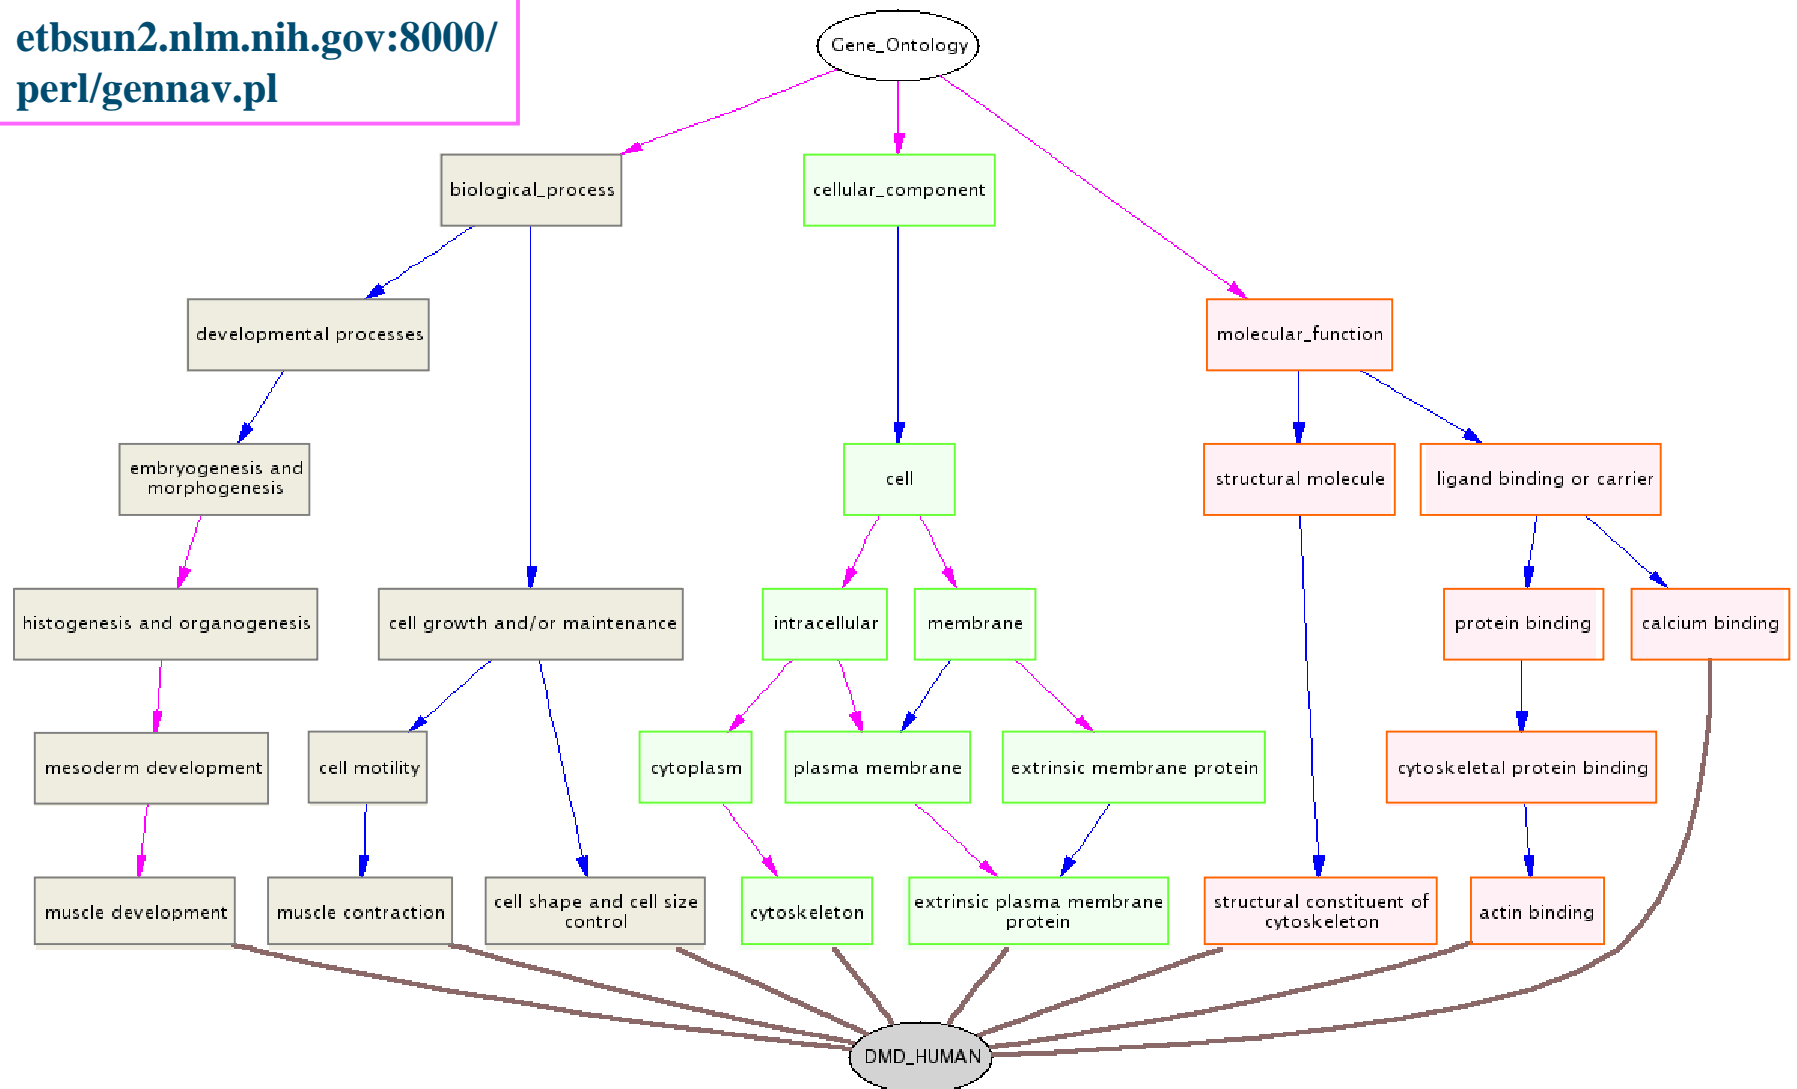 etbsun2.nlm.nih.gov:8000/
perl/gennav.pl
Gene_Ontology
biological_process
cellular_component
developmental processes
molecular_function
embryogenesis and
morphogenesis
cell
structural molecule
ligand binding or carrier
histogenesis and organogenesis
cell growth and/or maintenance
intracellular
membrane
protein binding
calcium binding
mesoderm development
cell motility
cytoplasm
plasma membrane
extrinsic membrane protein
cytoskeletal protein binding
muscle development
muscle contraction
cell shape and cell size
control
cytoskeleton
extrinsic plasma membrane
protein
structural constituent of
cytoskeleton
actin binding
DMD_HUMAN